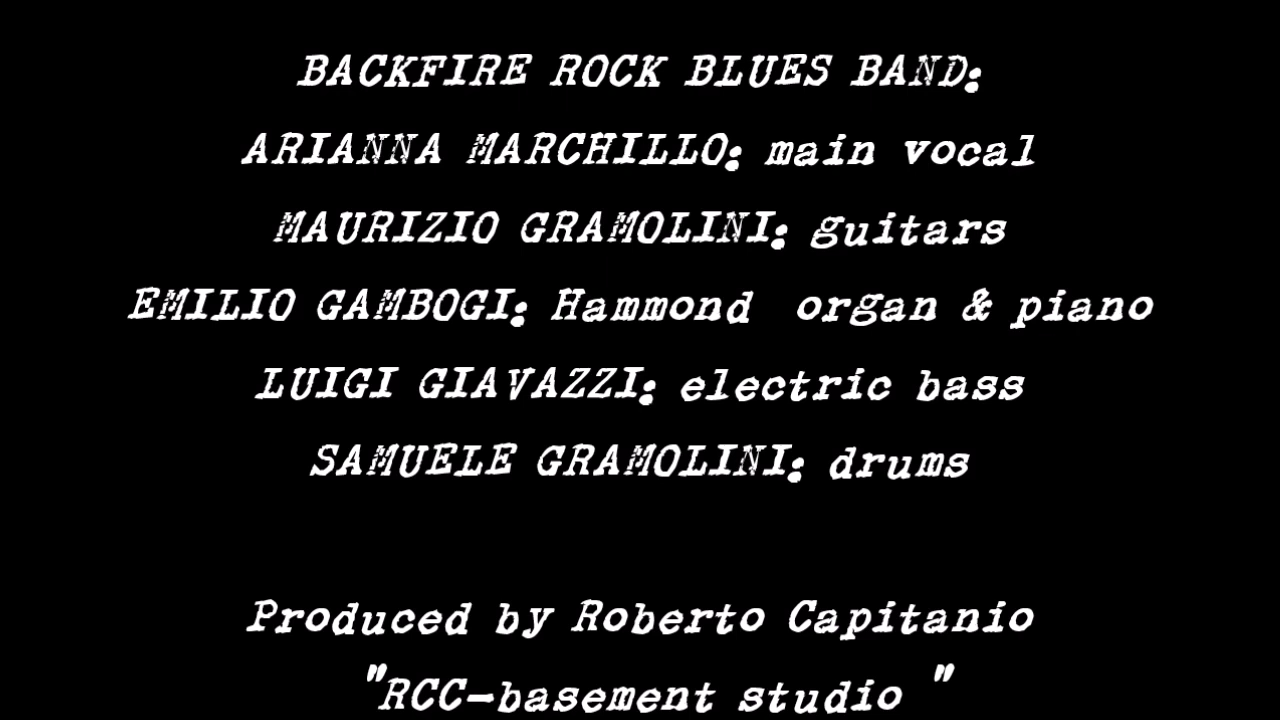 BACKFIRE ROCK BLUES BAND:
ARIANNA MARCHILLO: main vocal
MAURIZIO GRAMOLINI: guitars
EMILIO GAMBOGI: Hammond organ & piano
LUIGI GIAVAZZI: electric bass
SAMUELE GRAMOLINI: drums
Produced by Roberto Capitanio
"RCC-basement studio "